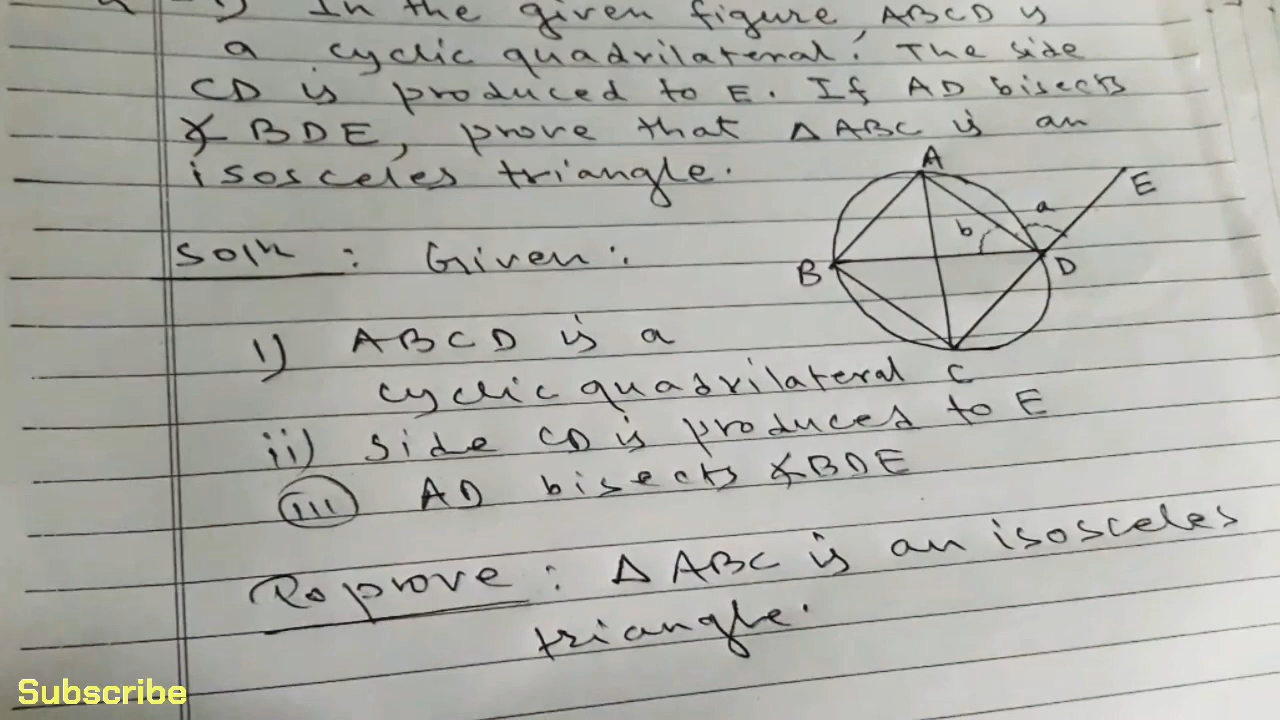 In the given figure, ABCD is
a cyclic quadrilateral. The side
CD is produced to E. If AD bisects
∡ BDE, prove that Δ ABC is an
isosceles triangle.
A
E
a
b
B
D
C
Soln : Given :
i) ABCD is a
cyclic quadrilateral
ii) side CD is produced to E
iii) AD bisects ∡BDE
To prove : Δ ABC is an isosceles
triangle.
Subscribe